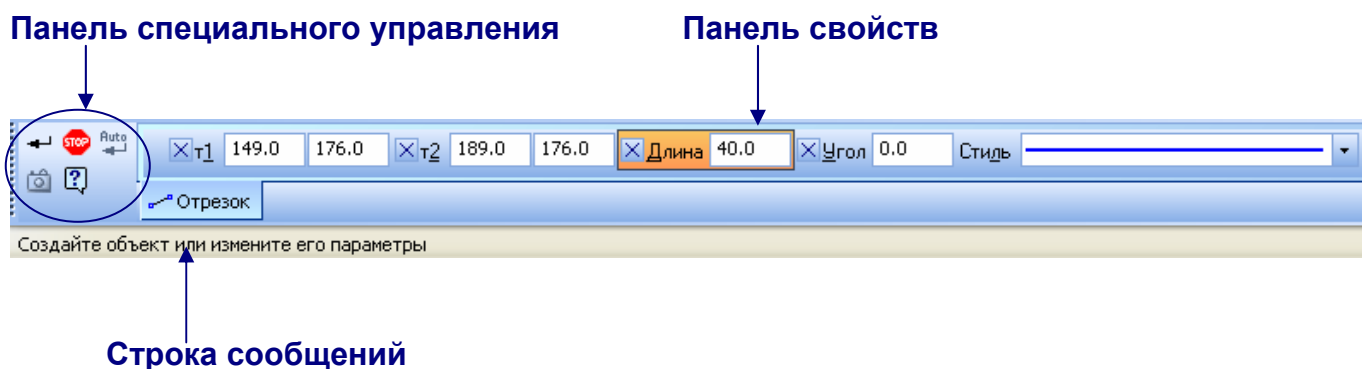 Панель специального управления Панель свойств
STOP Auto т1 149.0 176.0 т2 189.0 176.0 Длина 40.0 Угол 0.0 Стиль
? Отрезок
Создайте объект или измените его параметры
Строка сообщений